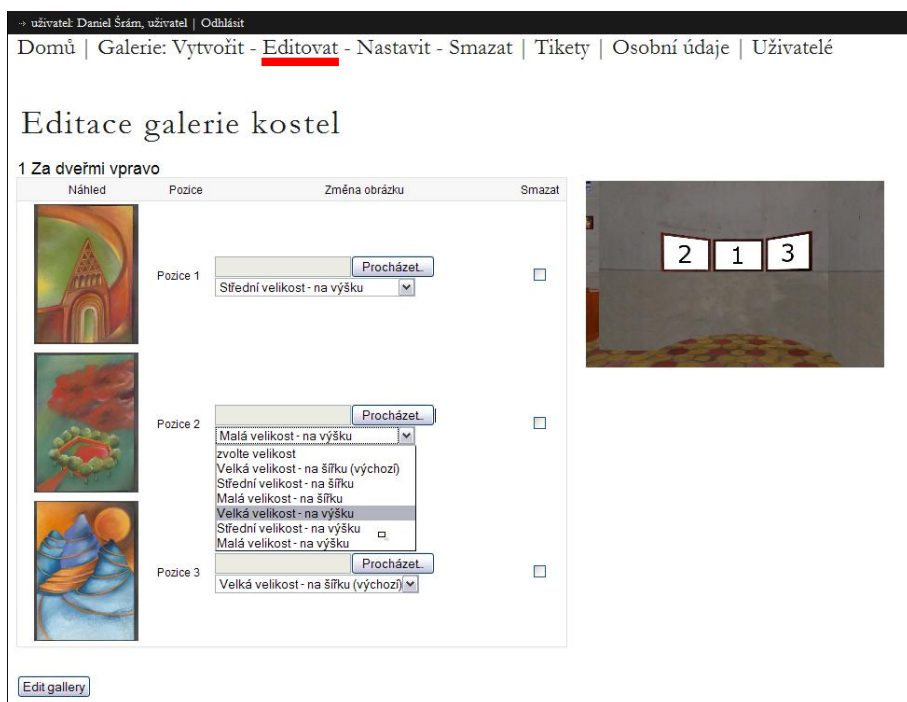 uživatel: Daniel Šrám, uživatel | Odhlásit
Domů | Galerie: Vytvořit - Editovat - Nastavit - Smazat | Tikety | Osobní údaje | Uživatelé
Editace galerie kostel
1 Za dveřmi vpravo
Náhled Pozice Změna obrázku Smazat
Pozice 1
Procházet..
Střední velikost - na výšku
Pozice 2
Procházet..
Malá velikost - na výšku
zvolte velikost
Velká velikost - na šířku (výchozí)
Střední velikost - na šířku
Malá velikost - na šířku
Velká velikost - na výšku
Střední velikost - na výšku
Malá velikost - na výšku
Pozice 3
Procházet..
Velká velikost - na šířku (výchozí)
2 1 3
Edit gallery